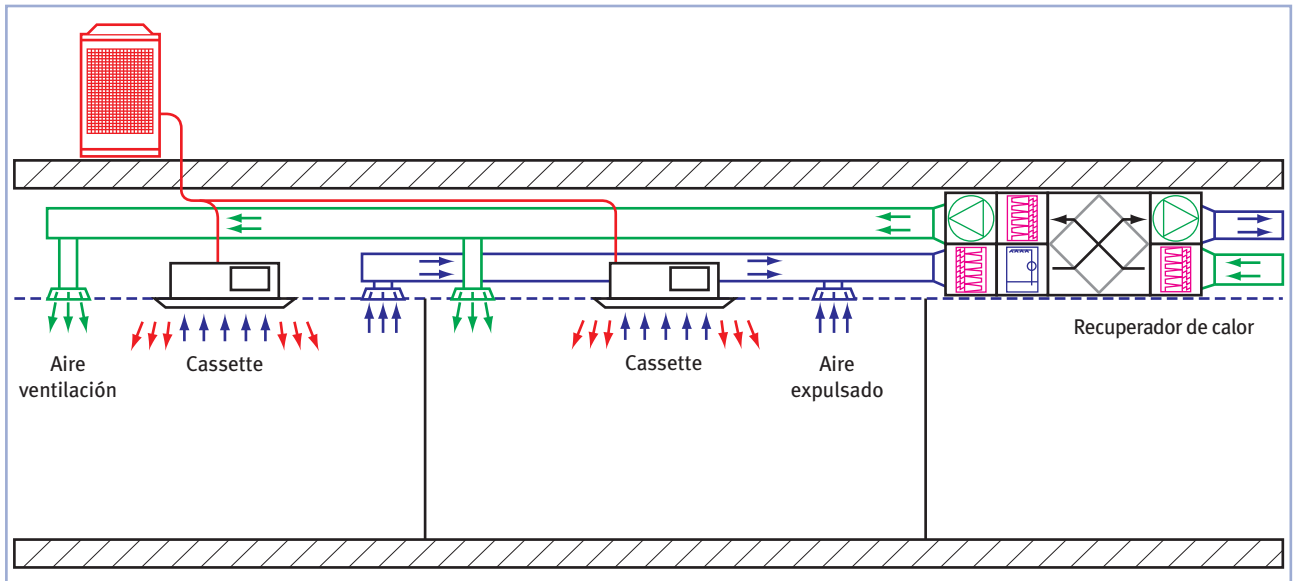 Recuperador de calor
Aire
ventilación
Cassette
Cassette
Aire
expulsado